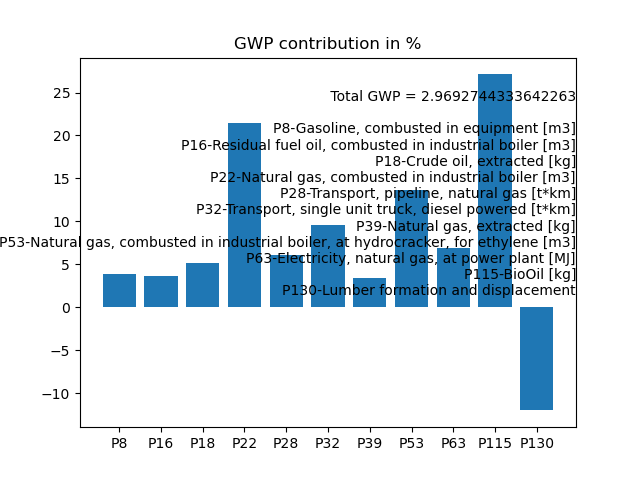 GWP contribution in %
Total GWP = 2.9692744333642263
P8-Gasoline, combusted in equipment [m3]
P16-Residual fuel oil, combusted in industrial boiler [m3]
P18-Crude oil, extracted [kg]
P22-Natural gas, combusted in industrial boiler [m3]
P28-Transport, pipeline, natural gas [t*km]
P32-Transport, single unit truck, diesel powered [t*km]
P39-Natural gas, extracted [kg]
P53-Natural gas, combusted in industrial boiler, at hydrocracker, for ethylene [m3]
P63-Electricity, natural gas, at power plant [MJ]
P115-BioOil [kg]
P130-Lumber formation and displacement
25
20
15
10
5
0
−5
−10
P8 P16 P18 P22 P28 P32 P39 P53 P63 P115 P130